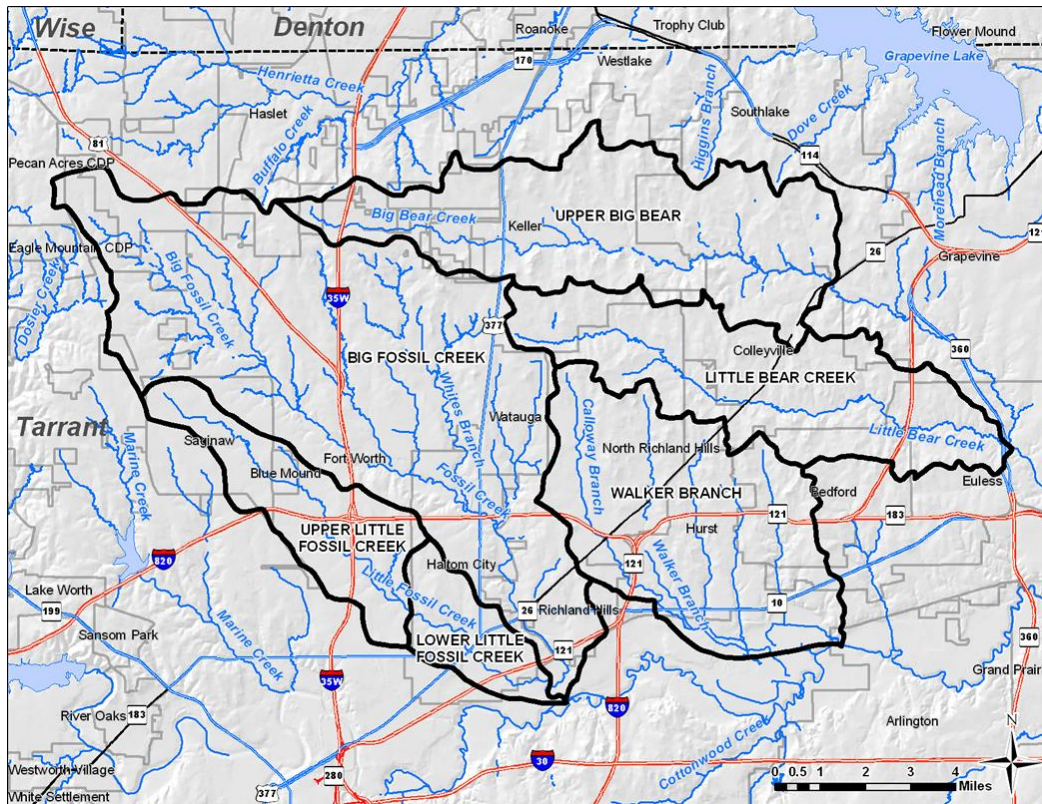 Wise
Denton
Roanoke
Trophy Club
Flower Mound
170
Westlake
Grapevine Lake
Henrietta Creek
Haslet
Buffalo Creek
Higgins Branch
Southlake
Dove Creek
81
114
Morehead Branch
Pecan Acres CDP
Big Bear Creek
UPPER BIG BEAR
Keller
26
121
Grapevine
Eagle Mountain CDP
Big Fossil Creek
Dosier Creek
35W
377
360
BIG FOSSIL CREEK
Colleyville
LITTLE BEAR CREEK
Whites Branch
Watauga
Calloway Branch
Tarrant
Marine Creek
Saginaw
Blue Mound
Fort Worth
Fossil Creek
North Richland Hills
Little Bear Creek
Euless
WALKER BRANCH
Bedford
Hurst
121
183
UPPER LITTLE
FOSSIL CREEK
820
121
Haltom City
Little Fossil Creek
Walker Branch
Lake Worth
199
26
Richland Hills
10
Sansom Park
Marine Creek
LOWER LITTLE
FOSSIL CREEK
121
360
Grand Prair
35W
820
River Oaks
183
Arlington
N
Cottonwood Creek
30
Westworth Village
280
377
White Settlement
0 0.5 1 2 3 4
Miles